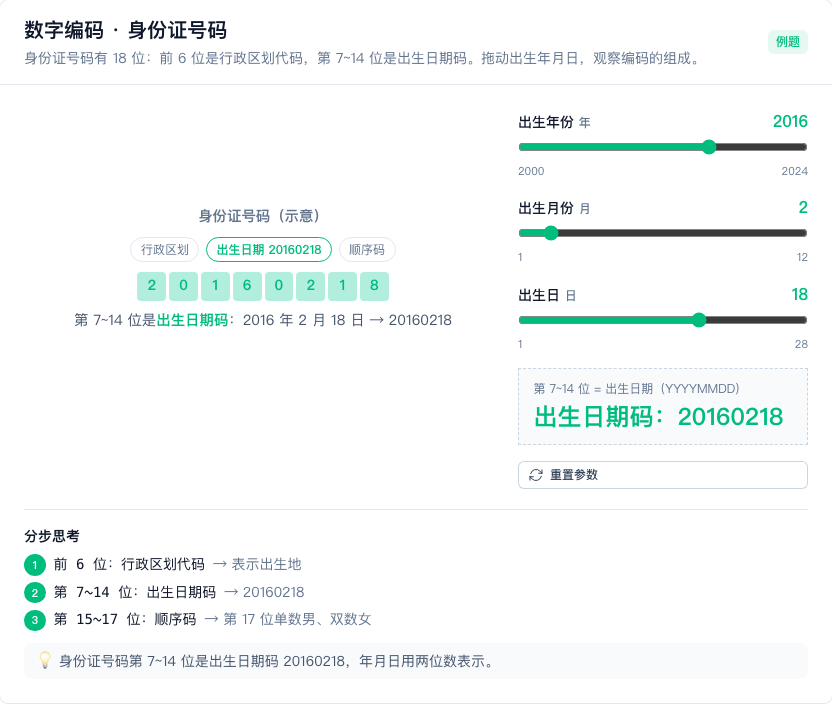 数字编码 · 身份证号码
身份证号码有 18 位：前 6 位是行政区划代码，第 7~14 位是出生日期码。拖动出生年月日，观察编码的组成。
例题
身份证号码（示意）
行政区划 出生日期 20160218 顺序码
2 0 1 6 0 2 1 8
第 7~14 位是出生日期码：2016 年 2 月 18 日 → 20160218
出生年份 年 2016
2000 2024
出生月份 月 2
1 12
出生日 日 18
1 28
第 7~14 位 = 出生日期（YYYYMMDD）
出生日期码：20160218
重置参数
分步思考
1 前 6 位：行政区划代码 → 表示出生地
2 第 7~14 位：出生日期码 → 20160218
3 第 15~17 位：顺序码 → 第 17 位单数男、双数女
身份证号码第 7~14 位是出生日期码 20160218，年月日用两位数表示。